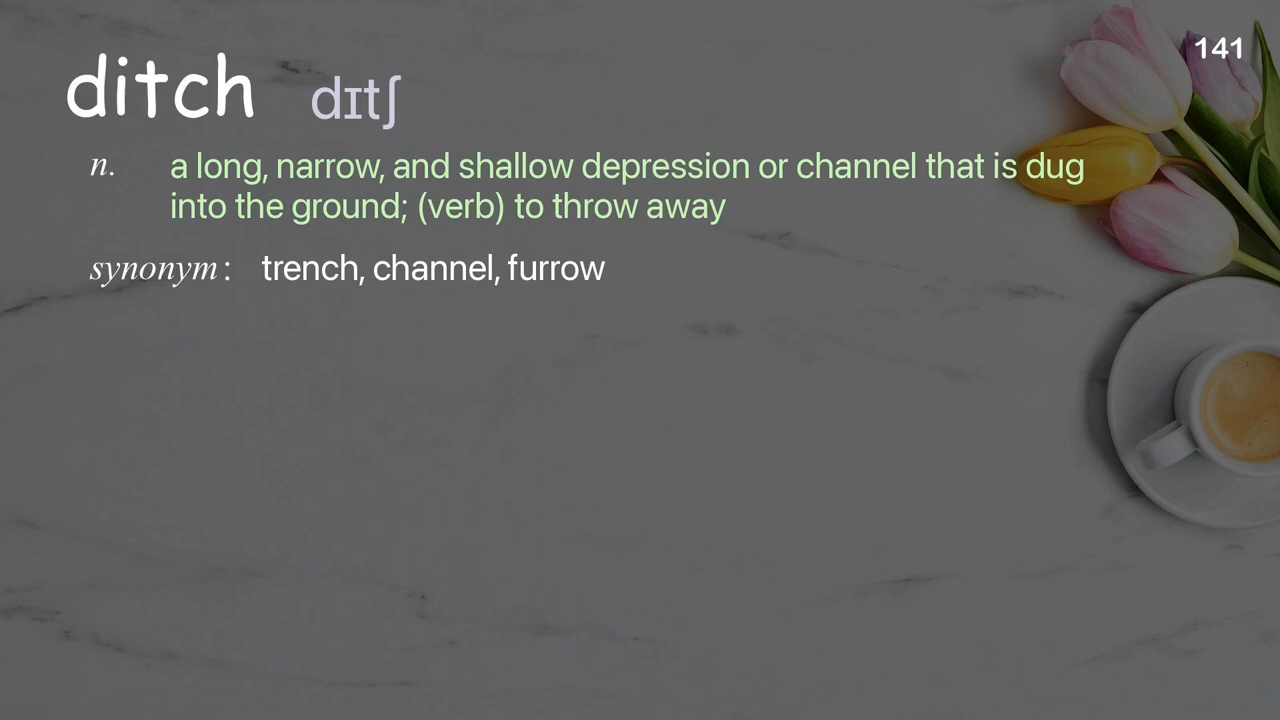 141
ditch dɪtʃ
n. a long, narrow, and shallow depression or channel that is dug
into the ground; (verb) to throw away
synonym: trench, channel, furrow